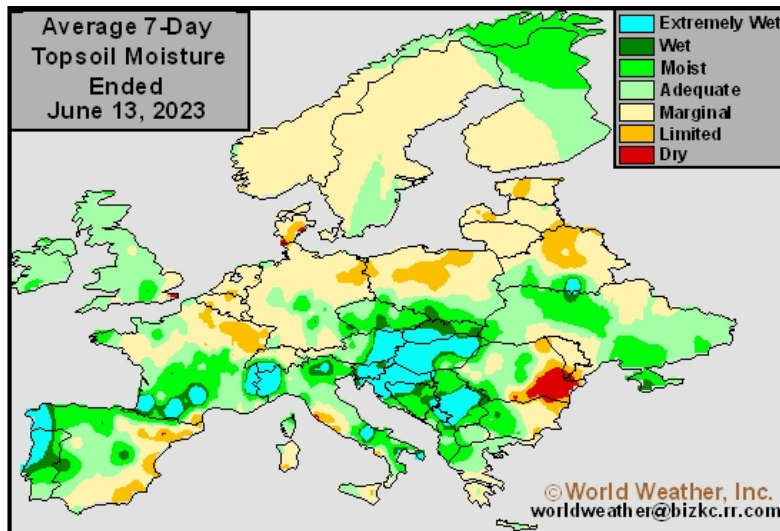 Average 7-Day
Topsoil Moisture
Ended
June 13, 2023
Extremely Wet
Wet
Moist
Adequate
Marginal
Limited
Dry
© World Weather, Inc.
worldweather@bizkc.rr.com